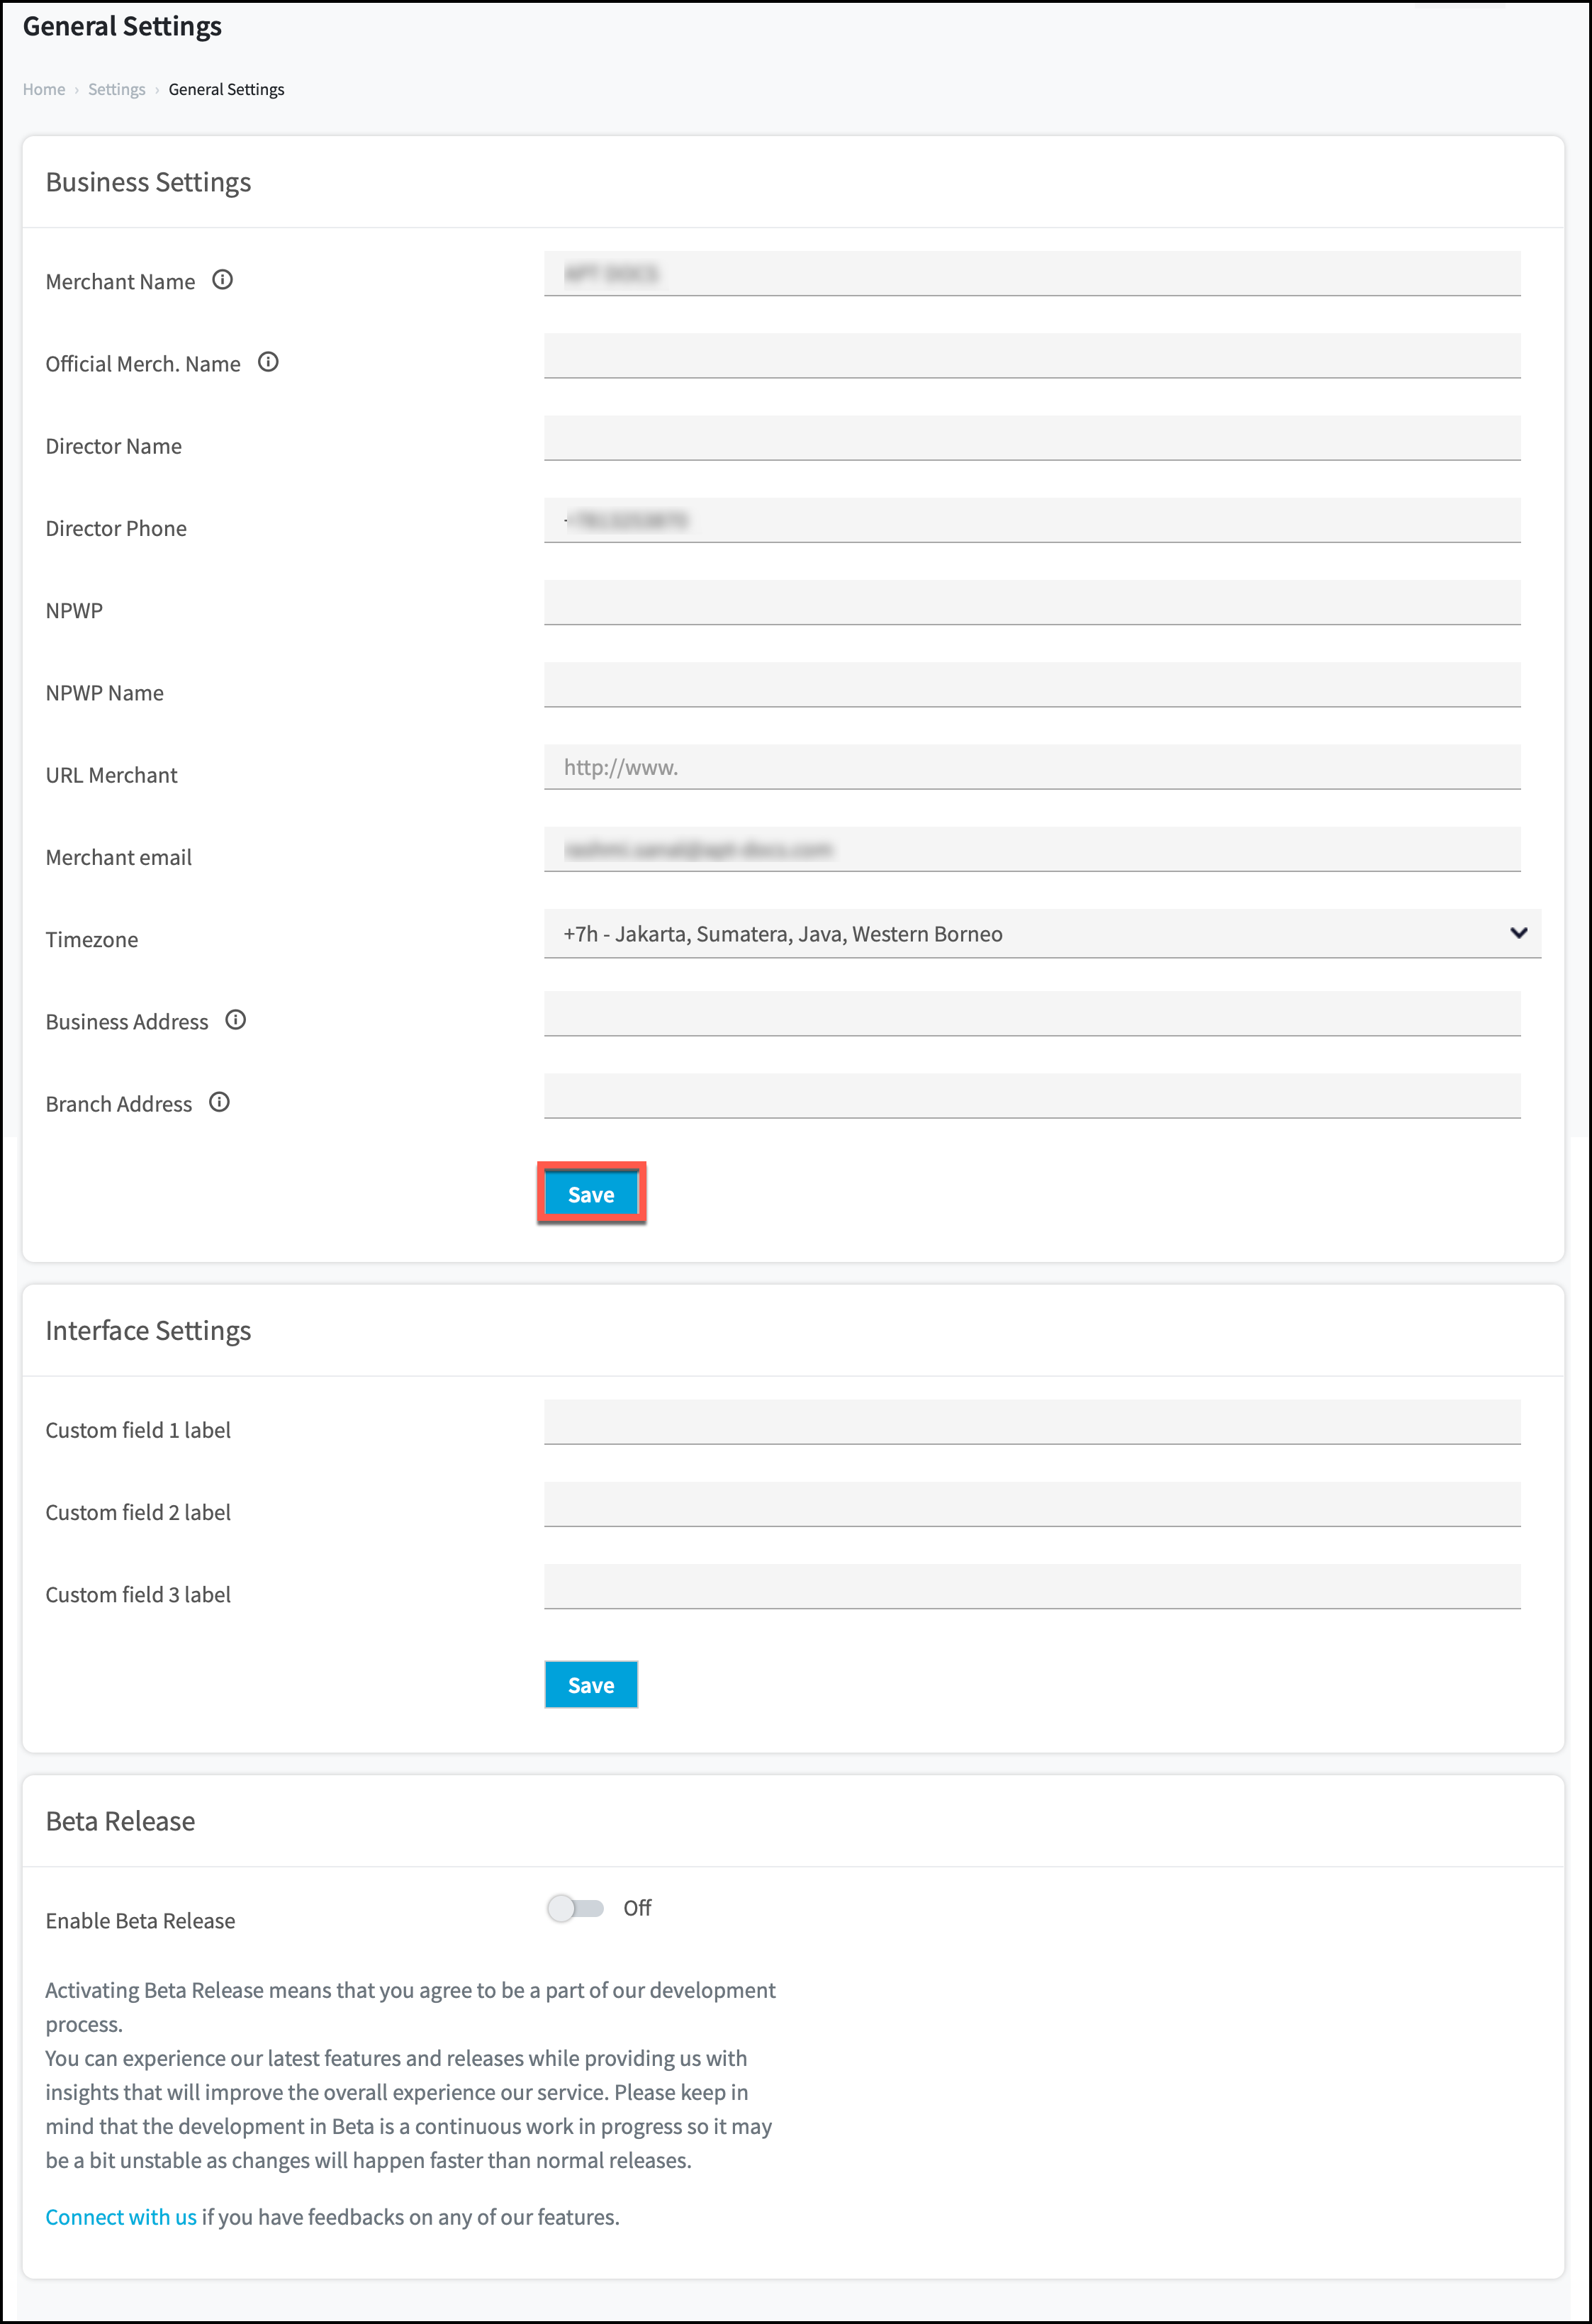 General Settings
Home › Settings › General Settings
Business Settings
Merchant Name
Official Merch. Name
Director Name
Director Phone
NPWP
NPWP Name
URL Merchant http://www.
Merchant email
Timezone +7h - Jakarta, Sumatera, Java, Western Borneo
Business Address
Branch Address
Save
Interface Settings
Custom field 1 label
Custom field 2 label
Custom field 3 label
Save
Beta Release
Enable Beta Release Off
Activating Beta Release means that you agree to be a part of our development
process.
You can experience our latest features and releases while providing us with
insights that will improve the overall experience our service. Please keep in
mind that the development in Beta is a continuous work in progress so it may
be a bit unstable as changes will happen faster than normal releases.
Connect with us if you have feedbacks on any of our features.